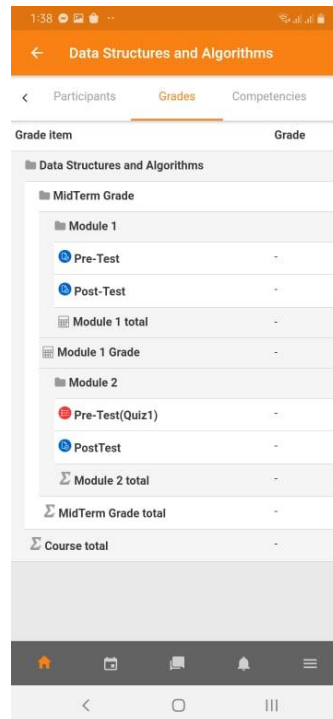 1:38
Data Structures and Algorithms
Participants Grades Competencies
Grade item Grade
Data Structures and Algorithms
MidTerm Grade
Module 1
Pre-Test -
Post-Test -
Module 1 total -
Module 1 Grade -
Module 2
Pre-Test(Quiz1) -
PostTest -
Σ Module 2 total -
Σ MidTerm Grade total -
Σ Course total -